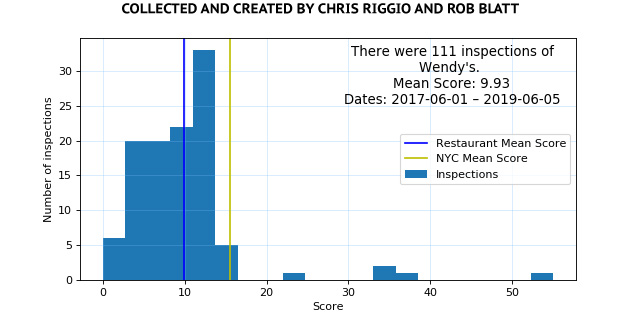 COLLECTED AND CREATED BY CHRIS RIGGIO AND ROB BLATT
There were 111 inspections of
Wendy's.
Mean Score: 9.93
Dates: 2017-06-01 – 2019-06-05
Restaurant Mean Score
NYC Mean Score
Inspections
Number of inspections
30
25
20
15
10
5
0
0 10 20 30 40 50
Score